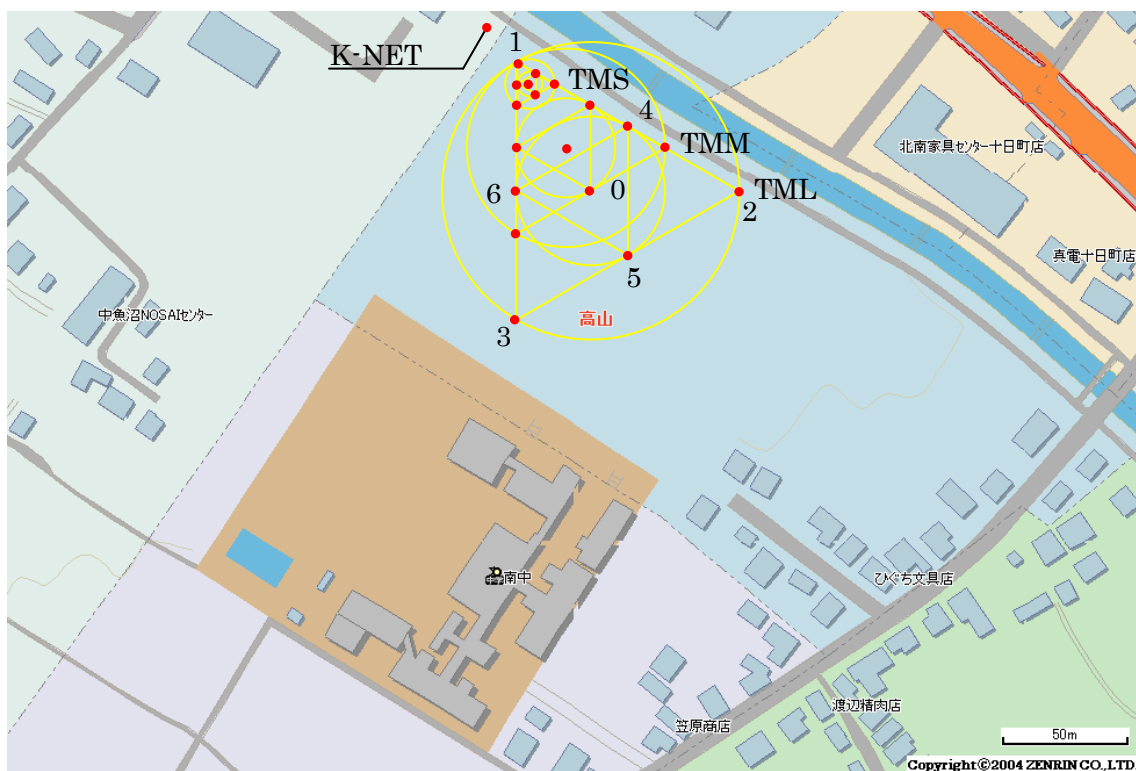 K-NET
1
TMS
4
TMM
北南家具センター十日町店
6
0
TML
2
真電十日町店
5
中魚沼NOSAIセンター
高山
3
南中
ひぐち文具店
渡辺精肉店
笠原商店
50m
Copyright©2004 ZENRIN CO., LTD.